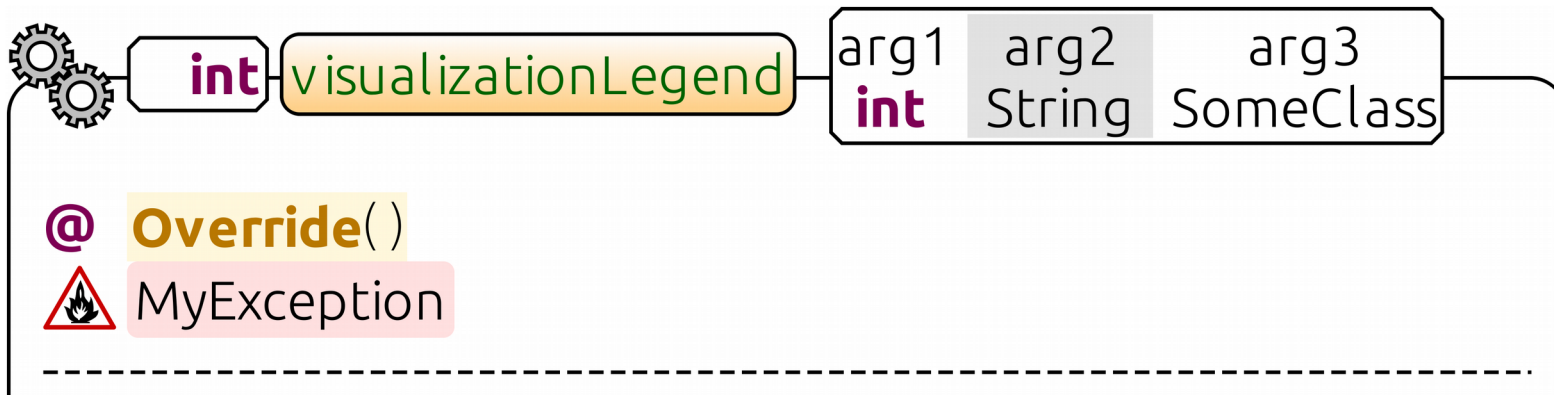 int visualizationLegend arg1 arg2 arg3
int String SomeClass
@ Override()
MyException